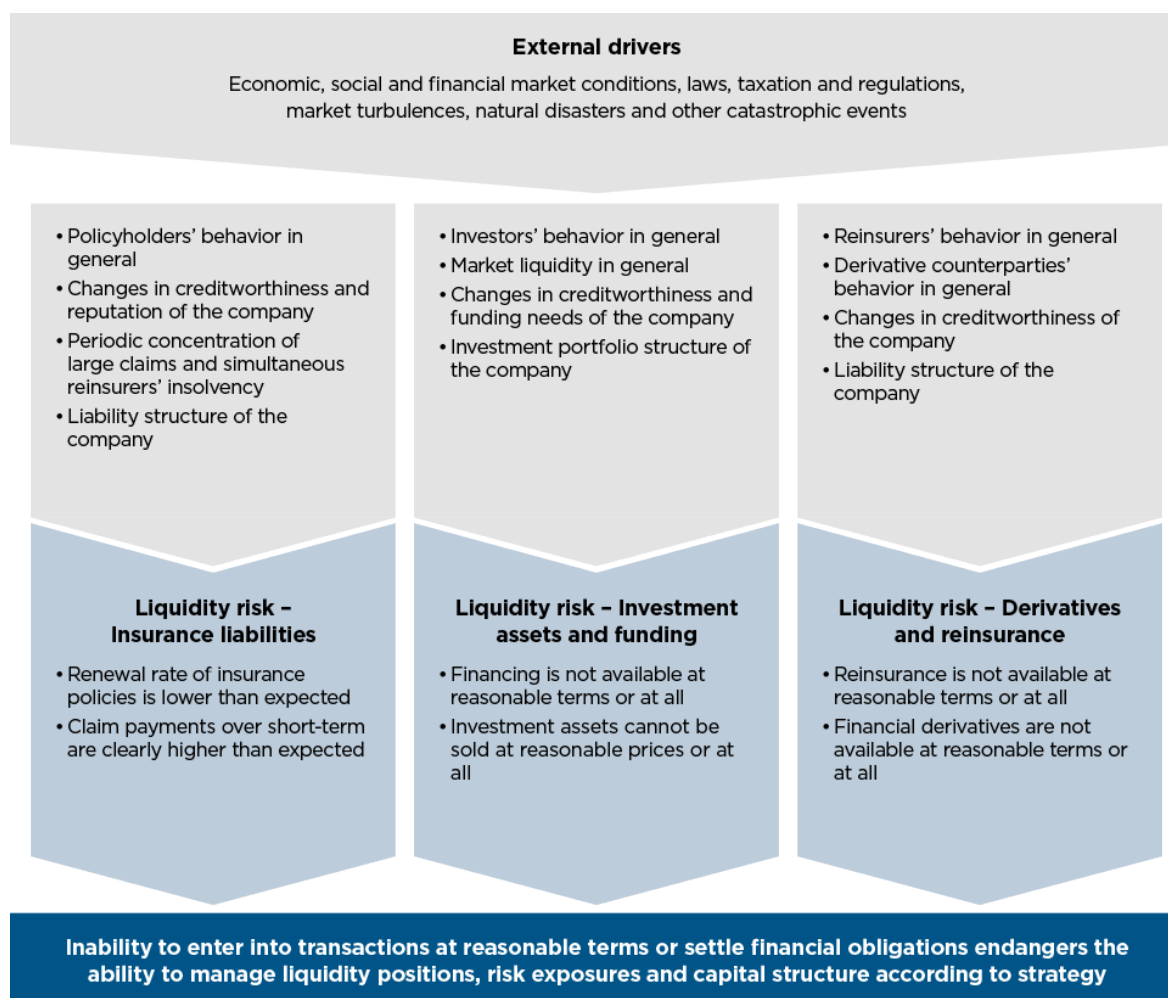 External drivers
Economic, social and financial market conditions, laws, taxation and regulations,
market turbulences, natural disasters and other catastrophic events
• Policyholders' behavior in
general
• Changes in creditworthiness and
reputation of the company
• Periodic concentration of
large claims and simultaneous
reinsurers' insolvency
• Liability structure of the
company
• Investors' behavior in general
• Market liquidity in general
• Changes in creditworthiness and
funding needs of the company
• Investment portfolio structure of
the company
• Reinsurers' behavior in general
• Derivative counterparties'
behavior in general
• Changes in creditworthiness of
the company
• Liability structure of the
company
Liquidity risk –
Insurance liabilities
• Renewal rate of insurance
policies is lower than expected
• Claim payments over short-term
are clearly higher than expected
Liquidity risk – Investment
assets and funding
• Financing is not available at
reasonable terms or at all
• Investment assets cannot be
sold at reasonable prices or at
all
Liquidity risk – Derivatives
and reinsurance
• Reinsurance is not available at
reasonable terms or at all
• Financial derivatives are not
available at reasonable terms or
at all
Inability to enter into transactions at reasonable terms or settle financial obligations endangers the
ability to manage liquidity positions, risk exposures and capital structure according to strategy